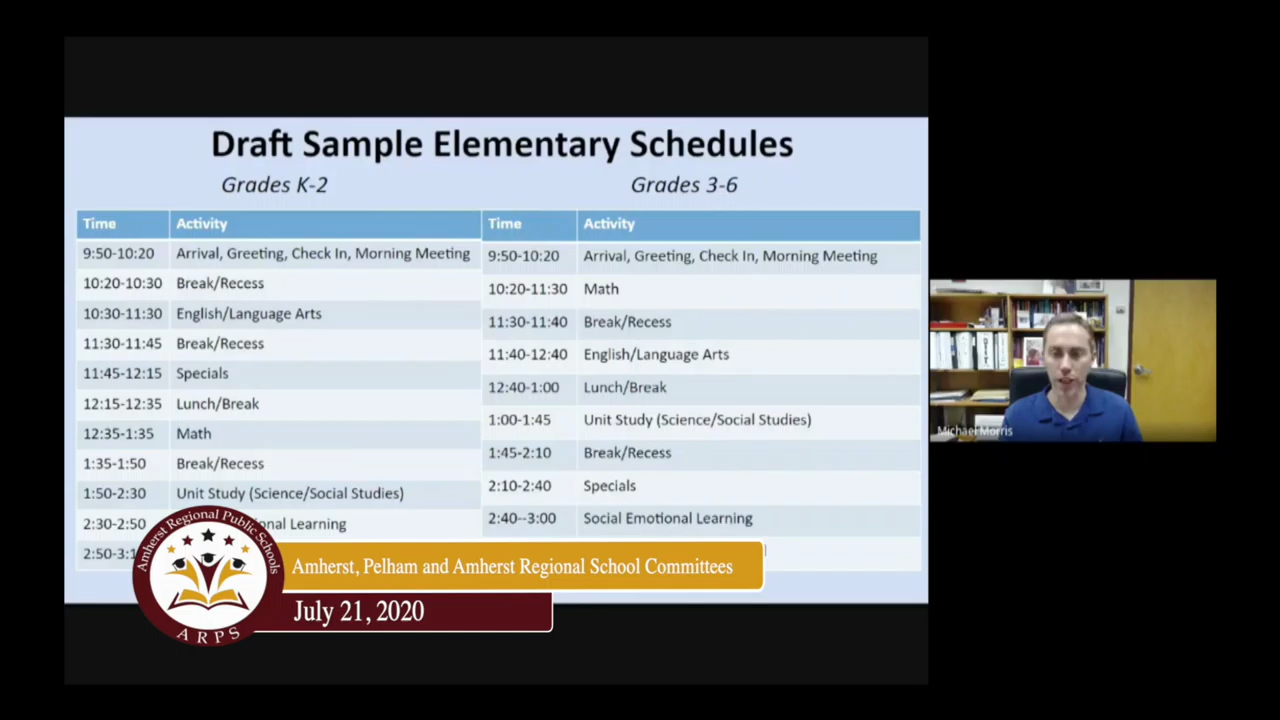 Draft Sample Elementary Schedules
Grades K-2
Time Activity
9:50-10:20 Arrival, Greeting, Check In, Morning Meeting
10:20-10:30 Break/Recess
10:30-11:30 English/Language Arts
11:30-11:45 Break/Recess
11:45-12:15 Specials
12:15-12:35 Lunch/Break
12:35-1:35 Math
1:35-1:50 Break/Recess
1:50-2:30 Unit Study (Science/Social Studies)
2:30-2:50 Learning
Grades 3-6
Time Activity
9:50-10:20 Arrival, Greeting, Check In, Morning Meeting
10:20-11:30 Math
11:30-11:40 Break/Recess
11:40-12:40 English/Language Arts
12:40-1:00 Lunch/Break
1:00-1:45 Unit Study (Science/Social Studies)
1:45-2:10 Break/Recess
2:10-2:40 Specials
2:40--3:00 Social Emotional Learning
Michael Morris
Amherst Regional Public Schools
ARPS
Amherst, Pelham and Amherst Regional School Committees
July 21, 2020